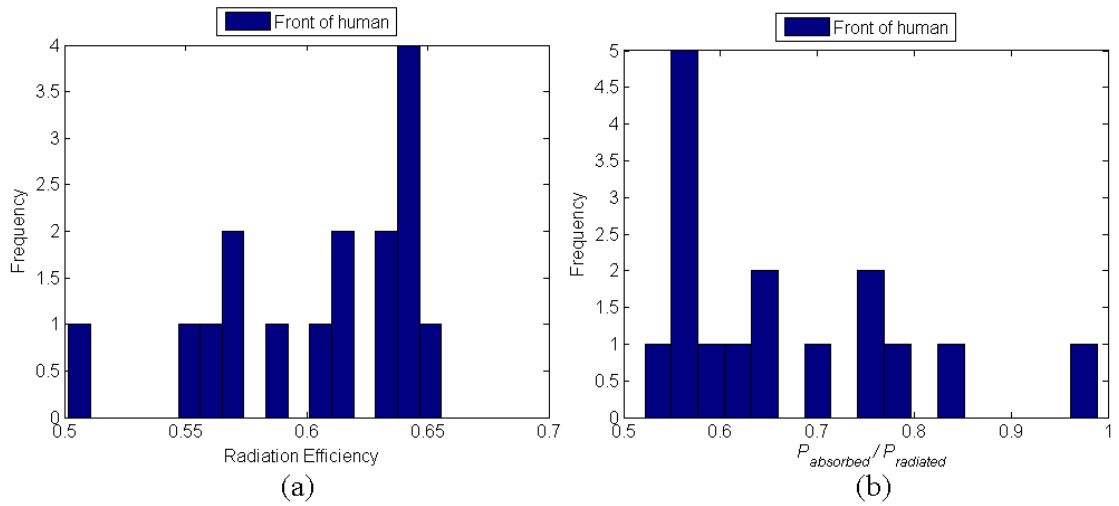 Front of human
4
3.5
3
2.5
2
1.5
1
0.5
0
Frequency
0.5 0.55 0.6 0.65 0.7
Radiation Efficiency
(a)
Front of human
5
4.5
4
3.5
3
2.5
2
1.5
1
0.5
0
Frequency
0.5 0.6 0.7 0.8 0.9 1
P absorbed / P radiated
(b)